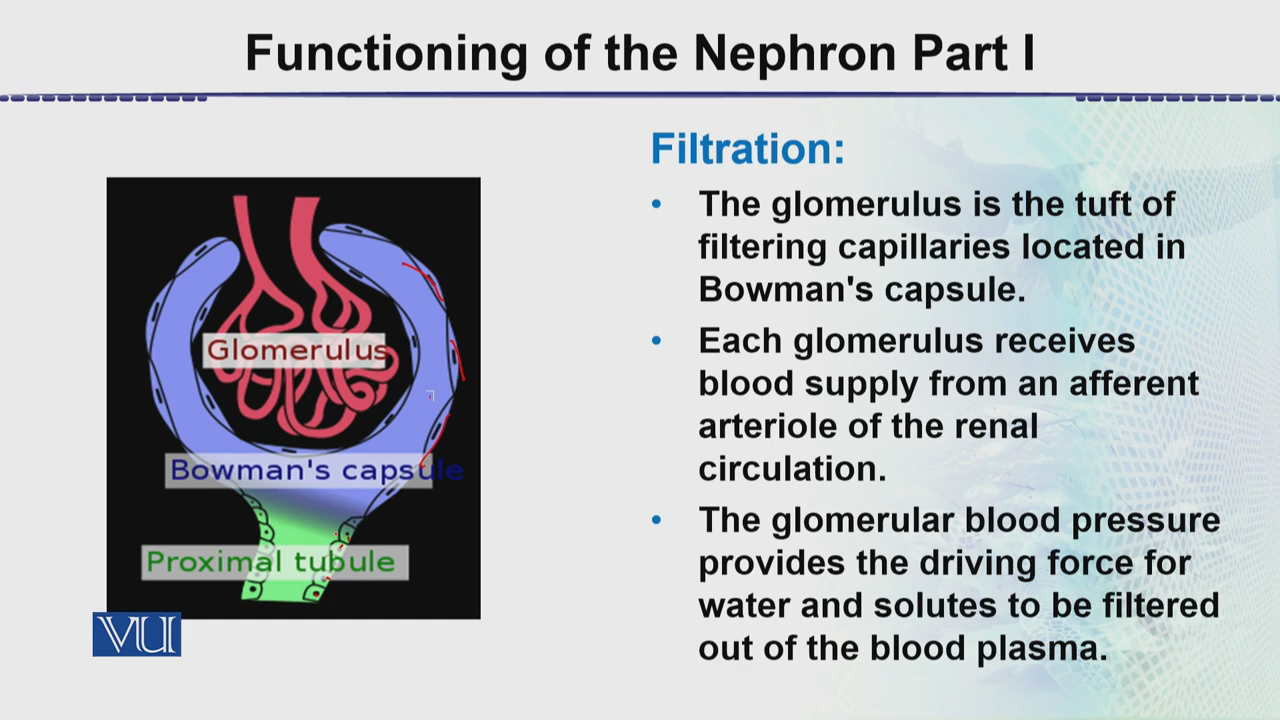 Functioning of the Nephron Part I
Glomerulus
Bowman's capsule
Proximal tubule
VU
Filtration:
• The glomerulus is the tuft of
filtering capillaries located in
Bowman's capsule.
• Each glomerulus receives
blood supply from an afferent
arteriole of the renal
circulation.
• The glomerular blood pressure
provides the driving force for
water and solutes to be filtered
out of the blood plasma.